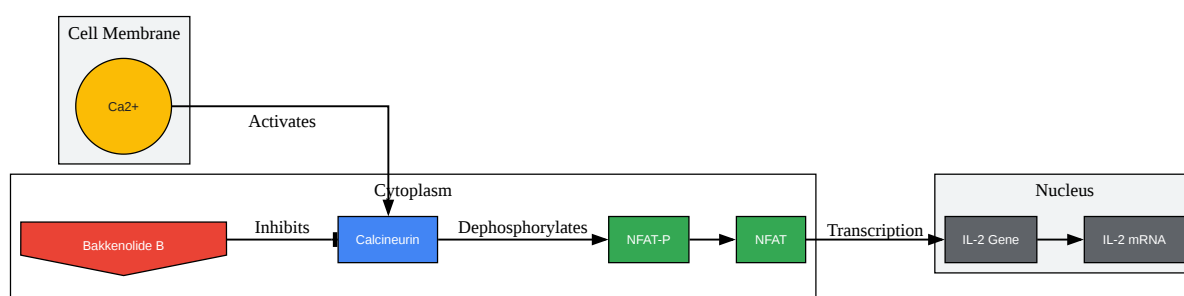 Cell Membrane
Ca2+
Activates
Cytoplasm
Nucleus
Bakkenolide B
Inhibits
Calcineurin
Dephosphorylates
NFAT-P
NFAT
Transcription
IL-2 Gene
IL-2 mRNA